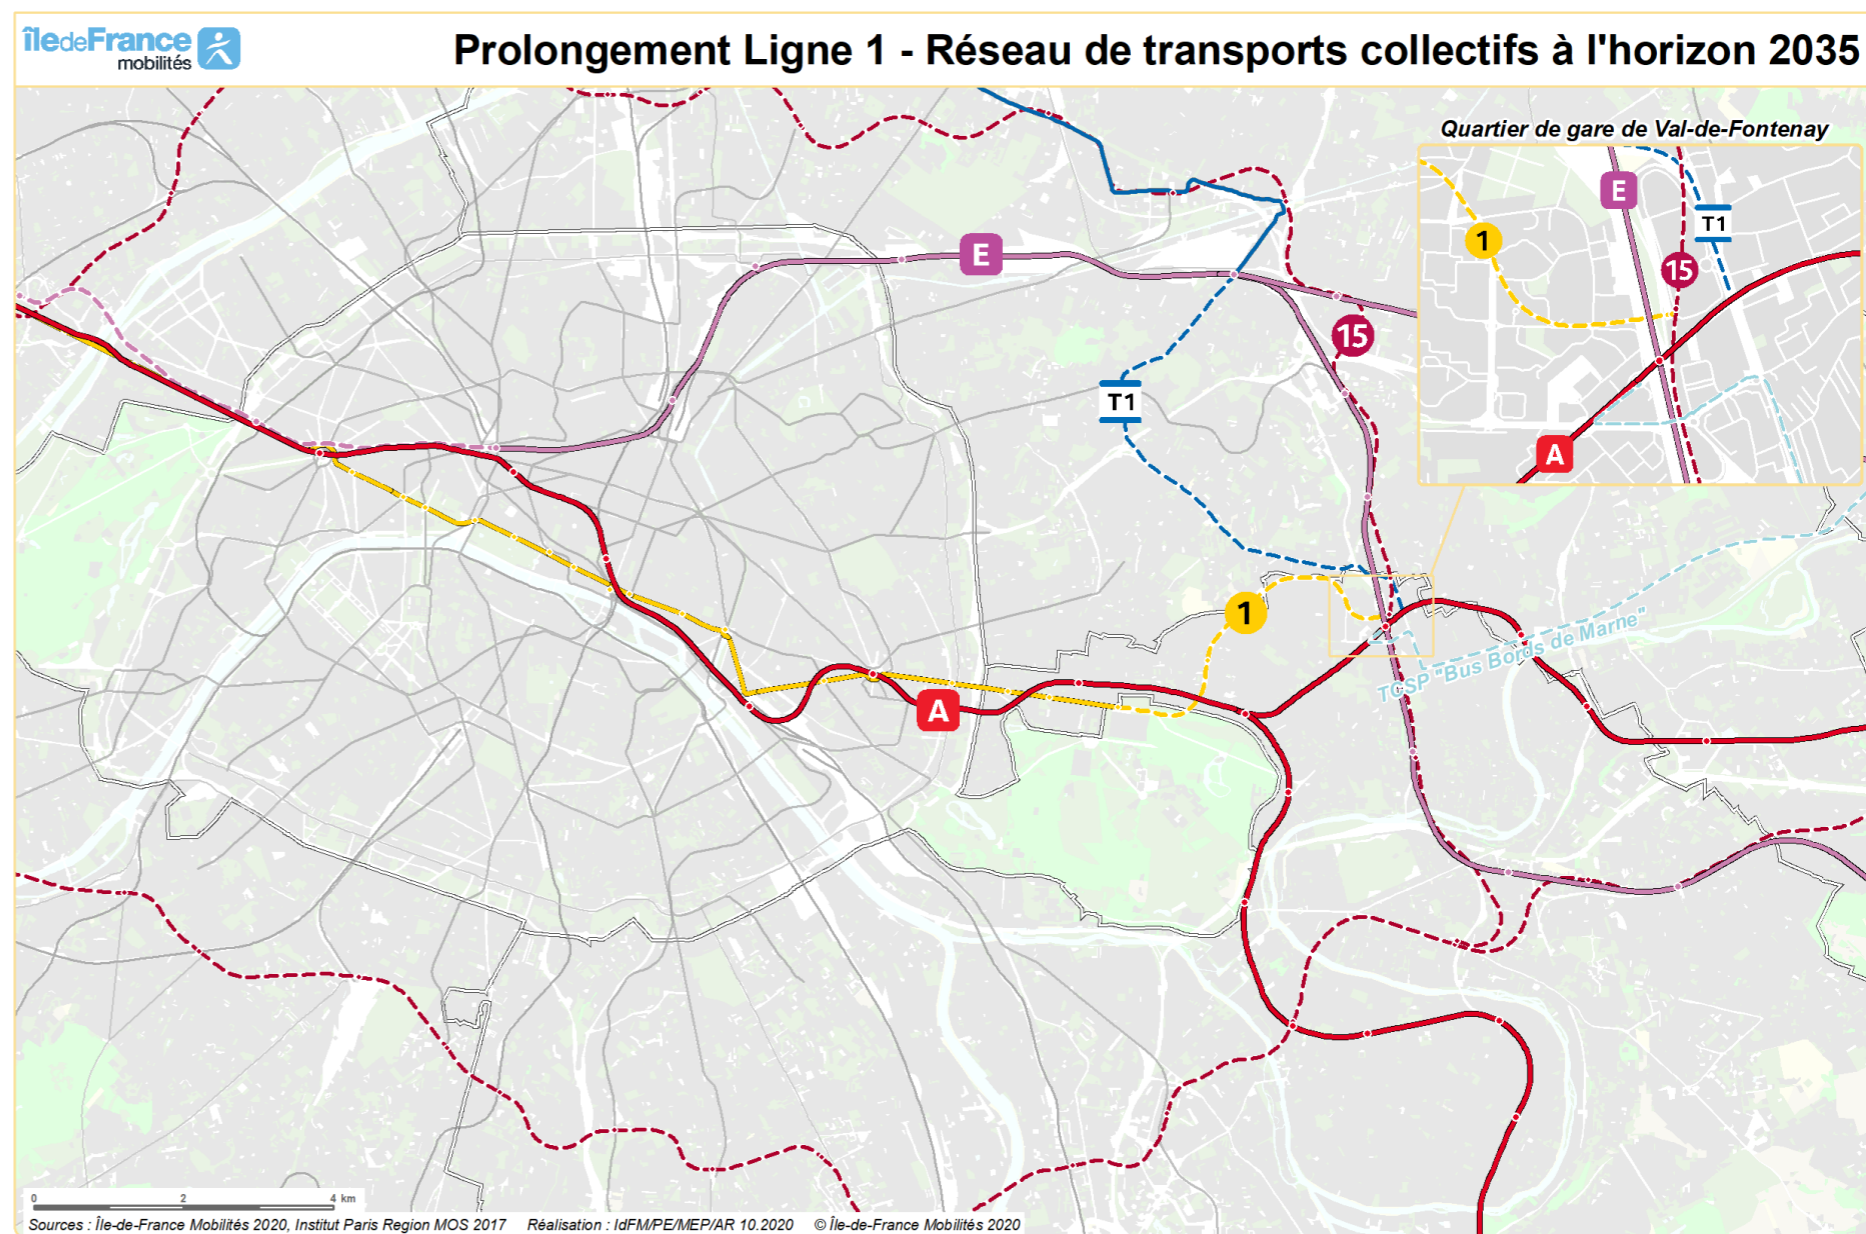 îledeFrance
mobilités
Prolongement Ligne 1 - Réseau de transports collectifs à l'horizon 2035
Quartier de gare de Val-de-Fontenay
E
1
T1
15
A
E
15
T1
1
A
TCSP "Bus Bords de Marne"
0 2 4 km
Sources : Île-de-France Mobilités 2020, Institut Paris Region MOS 2017 Réalisation : IdFM/PE/MEP/AR 10.2020 © Île-de-France Mobilités 2020